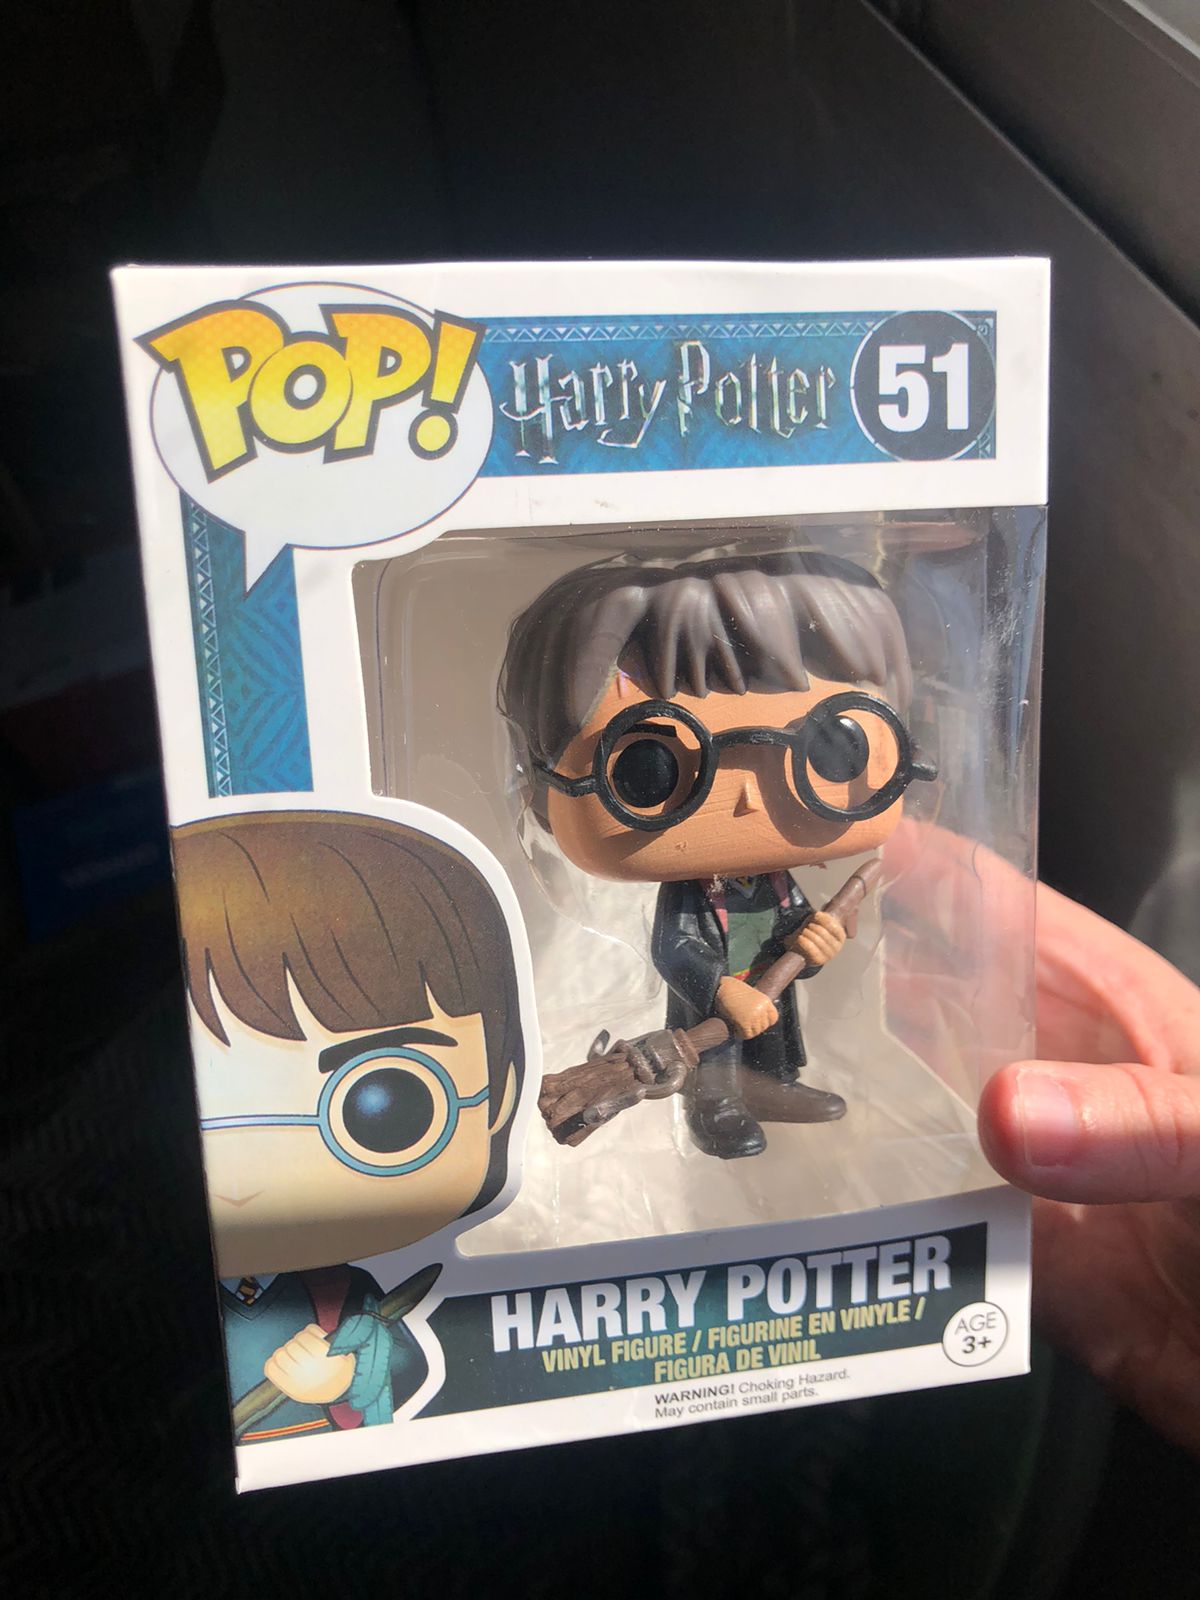 POP!
Harry Potter
51
HARRY POTTER
VINYL FIGURE / FIGURINE EN VINYLE /
FIGURA DE VINIL
AGE
3+
WARNING! Choking Hazard.
May contain small parts.